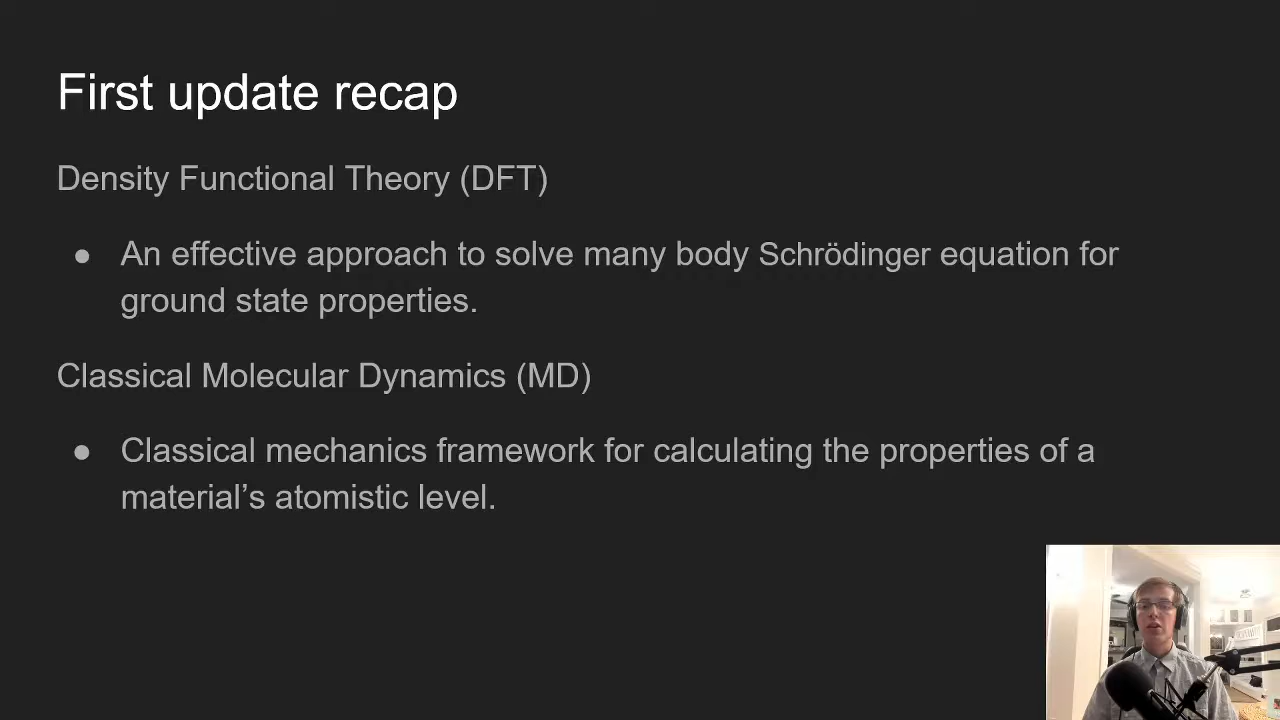 First update recap
Density Functional Theory (DFT)
● An effective approach to solve many body Schrödinger equation for
ground state properties.
Classical Molecular Dynamics (MD)
● Classical mechanics framework for calculating the properties of a
material’s atomistic level.